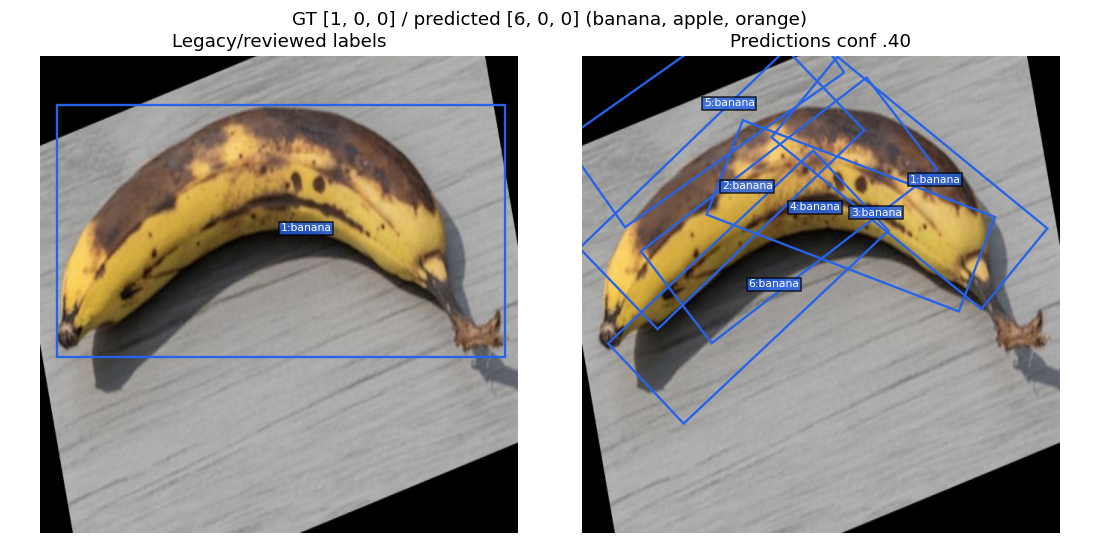 GT [1, 0, 0] / predicted [6, 0, 0] (banana, apple, orange)
Legacy/reviewed labels
1:banana
Predictions conf .40
5:banana
1:banana
2:banana
4:banana
3:banana
6:banana